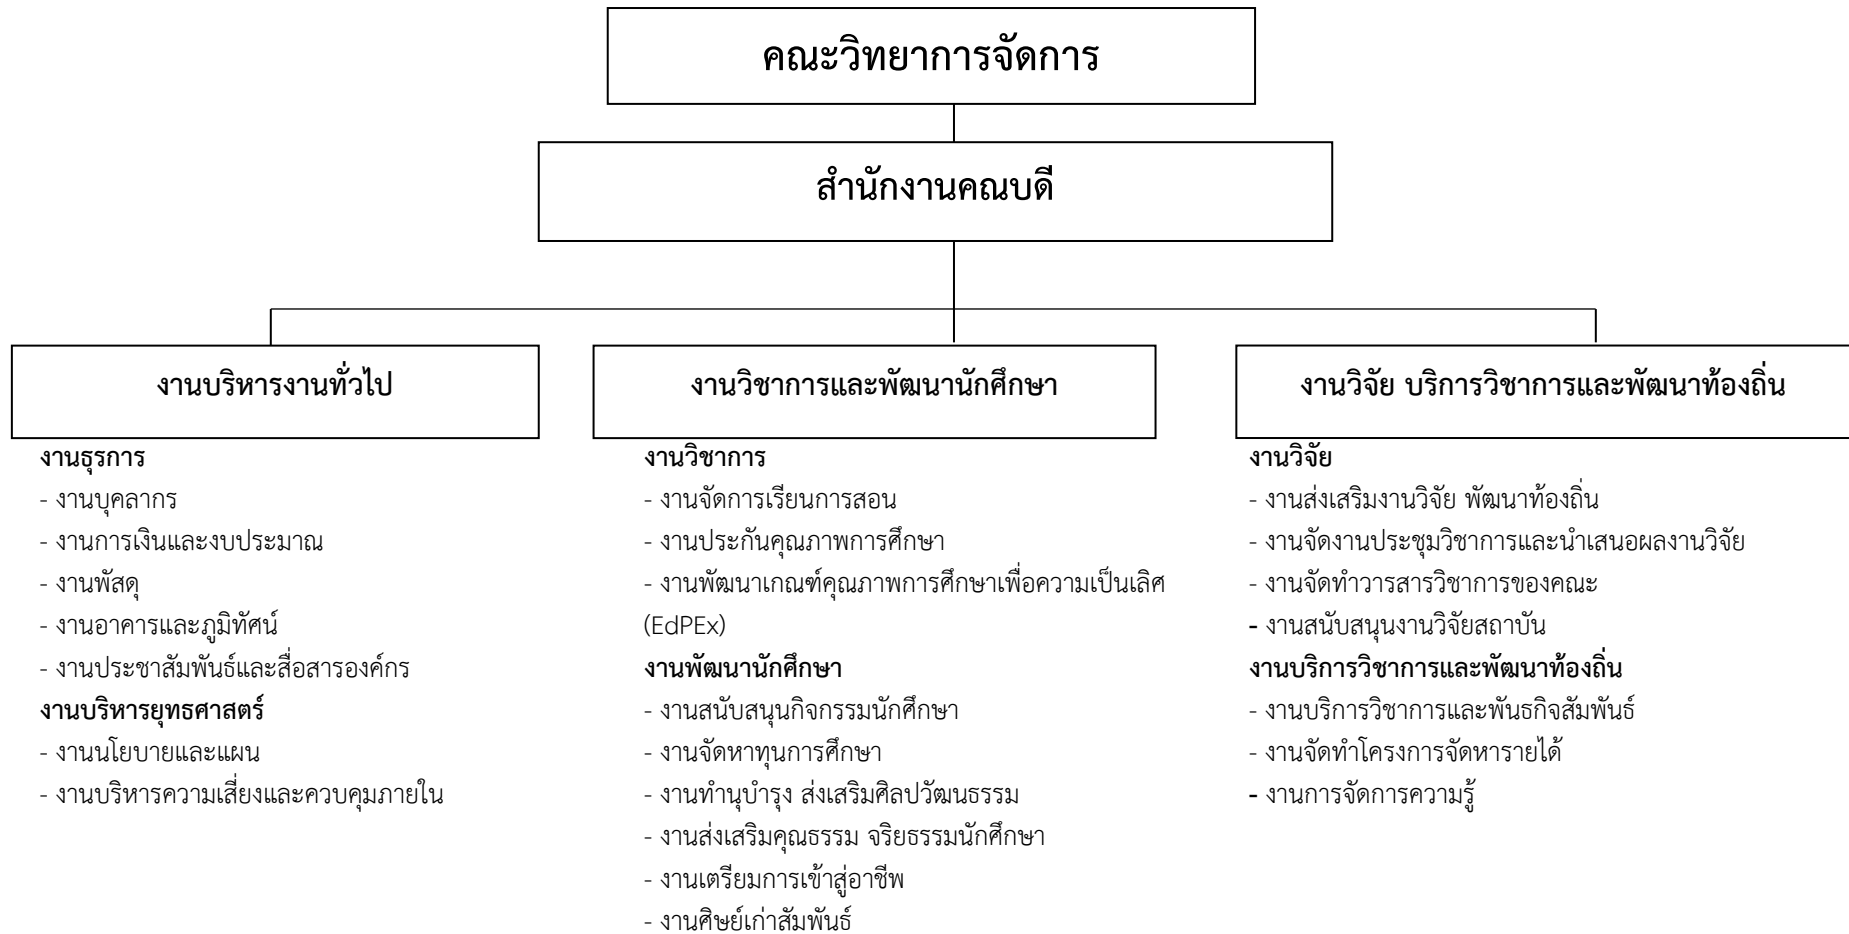 คณะวิทยาการจัดการ
สำนักงานคณบดี
งานบริหารงานทั่วไป
งานวิชาการและพัฒนานักศึกษา
งานวิจัย บริการวิชาการและพัฒนาท้องถิ่น
งานธุรการ
- งานบุคลากร
- งานการเงินและงบประมาณ
- งานพัสดุ
- งานอาคารและภูมิทัศน์
- งานประชาสัมพันธ์และสื่อสารองค์กร
งานบริหารยุทธศาสตร์
- งานนโยบายและแผน
- งานบริหารความเสี่ยงและควบคุมภายใน
งานวิชาการ
- งานจัดการเรียนการสอน
- งานประกันคุณภาพการศึกษา
- งานพัฒนาเกณฑ์คุณภาพการศึกษาเพื่อความเป็นเลิศ
(EdPEx)
งานพัฒนานักศึกษา
- งานสนับสนุนกิจกรรมนักศึกษา
- งานจัดหาทุนการศึกษา
- งานทำนุบำรุง ส่งเสริมศิลปวัฒนธรรม
- งานส่งเสริมคุณธรรม จริยธรรมนักศึกษา
- งานเตรียมการเข้าสู่อาชีพ
- งานศิษย์เก่าสัมพันธ์
งานวิจัย
- งานส่งเสริมงานวิจัย พัฒนาท้องถิ่น
- งานจัดงานประชุมวิชาการและนำเสนอผลงานวิจัย
- งานจัดทำวารสารวิชาการของคณะ
- งานสนับสนุนงานวิจัยสถาบัน
งานบริการวิชาการและพัฒนาท้องถิ่น
- งานบริการวิชาการและพันธกิจสัมพันธ์
- งานจัดทำโครงการจัดหารายได้
- งานการจัดการความรู้